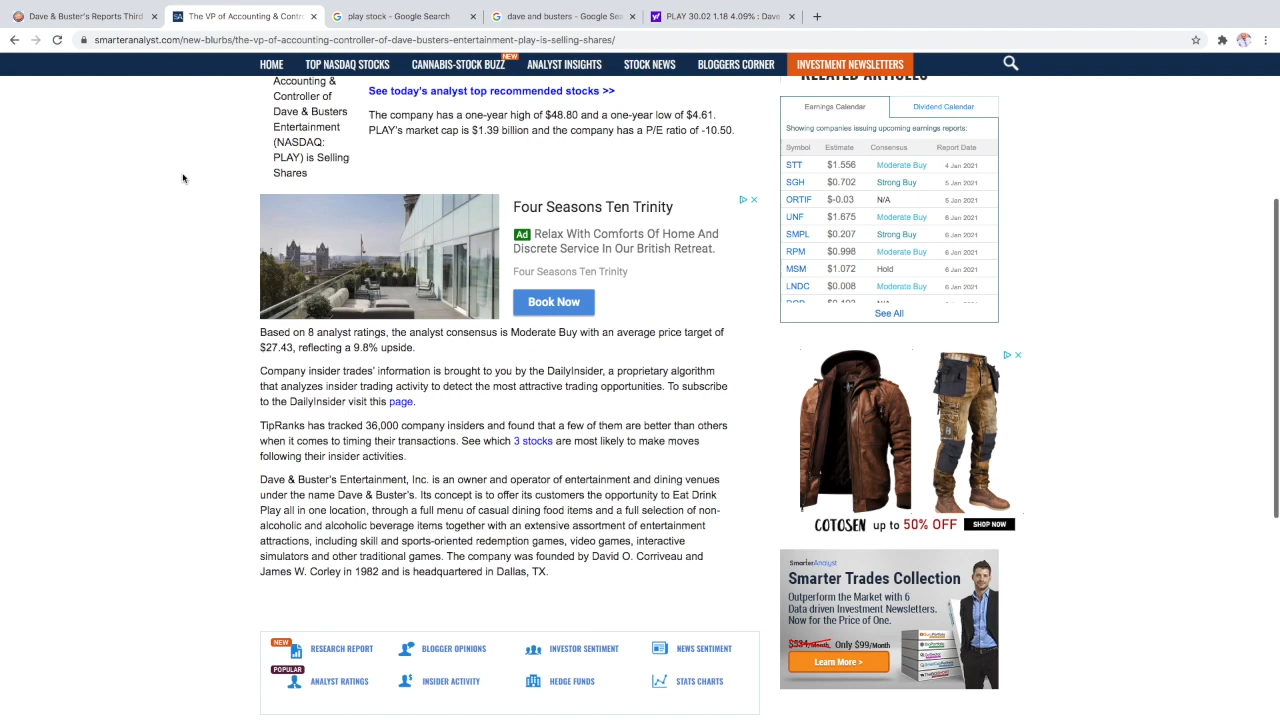 Dave & Buster's Reports Third
The VP of Accounting & Contro
play stock - Google Search
dave and busters - Google Sea
PLAY 30.02 1.18 4.09% : Dave
smarteranalyst.com/new-blurbs/the-vp-of-accounting-controller-of-dave-busters-entertainment-play-is-selling-shares/
HOME
TOP NASDAQ STOCKS
CANNABIS-STOCK BUZZ
NEW
ANALYST INSIGHTS
STOCK NEWS
BLOGGERS CORNER
INVESTMENT NEWSLETTERS
Accounting &
Controller of
Dave & Busters
Entertainment
(NASDAQ:
PLAY) is Selling
Shares
See today's analyst top recommended stocks >>
The company has a one-year high of $48.80 and a one-year low of $4.61.
PLAY's market cap is $1.39 billion and the company has a P/E ratio of -10.50.
Four Seasons Ten Trinity
Ad Relax With Comforts Of Home And
Discrete Service In Our British Retreat.
Four Seasons Ten Trinity
Book Now
Based on 8 analyst ratings, the analyst consensus is Moderate Buy with an average price target of
$27.43, reflecting a 9.8% upside.
Company insider trades' information is brought to you by the DailyInsider, a proprietary algorithm
that analyzes insider trading activity to detect the most attractive trading opportunities. To subscribe
to the DailyInsider visit this page.
TipRanks has tracked 36,000 company insiders and found that a few of them are better than others
when it comes to timing their transactions. See which 3 stocks are most likely to make moves
following their insider activities.
Dave & Buster's Entertainment, Inc. is an owner and operator of entertainment and dining venues
under the name Dave & Buster's. Its concept is to offer its customers the opportunity to Eat Drink
Play all in one location, through a full menu of casual dining food items and a full selection of non-
alcoholic and alcoholic beverage items together with an extensive assortment of entertainment
attractions, including skill and sports-oriented redemption games, video games, interactive
simulators and other traditional games. The company was founded by David O. Corriveau and
James W. Corley in 1982 and is headquartered in Dallas, TX.
NEW
RESEARCH REPORT
BLOGGER OPINIONS
INVESTOR SENTIMENT
NEWS SENTIMENT
POPULAR
ANALYST RATINGS
INSIDER ACTIVITY
HEDGE FUNDS
STATS CHARTS
RELATED ARTICLES
Earnings Calendar
Dividend Calendar
Showing companies issuing upcoming earnings reports:
Symbol Estimate Consensus Report Date
STT $1.556 Moderate Buy 4 Jan 2021
SGH $0.702 Strong Buy 5 Jan 2021
ORTIF $-0.03 N/A 5 Jan 2021
UNF $1.675 Moderate Buy 6 Jan 2021
SMPL $0.207 Strong Buy 6 Jan 2021
RPM $0.998 Moderate Buy 6 Jan 2021
MSM $1.072 Hold 6 Jan 2021
LNDC $0.008 Moderate Buy 6 Jan 2021
See All
COTOSEN up to 50% OFF SHOP NOW
SmarterAnalyst
Smarter Trades Collection
Outperform the Market with 6
Data driven Investment Newsletters.
Now for the Price of One.
$334/Month Only $99/Month
Learn More >